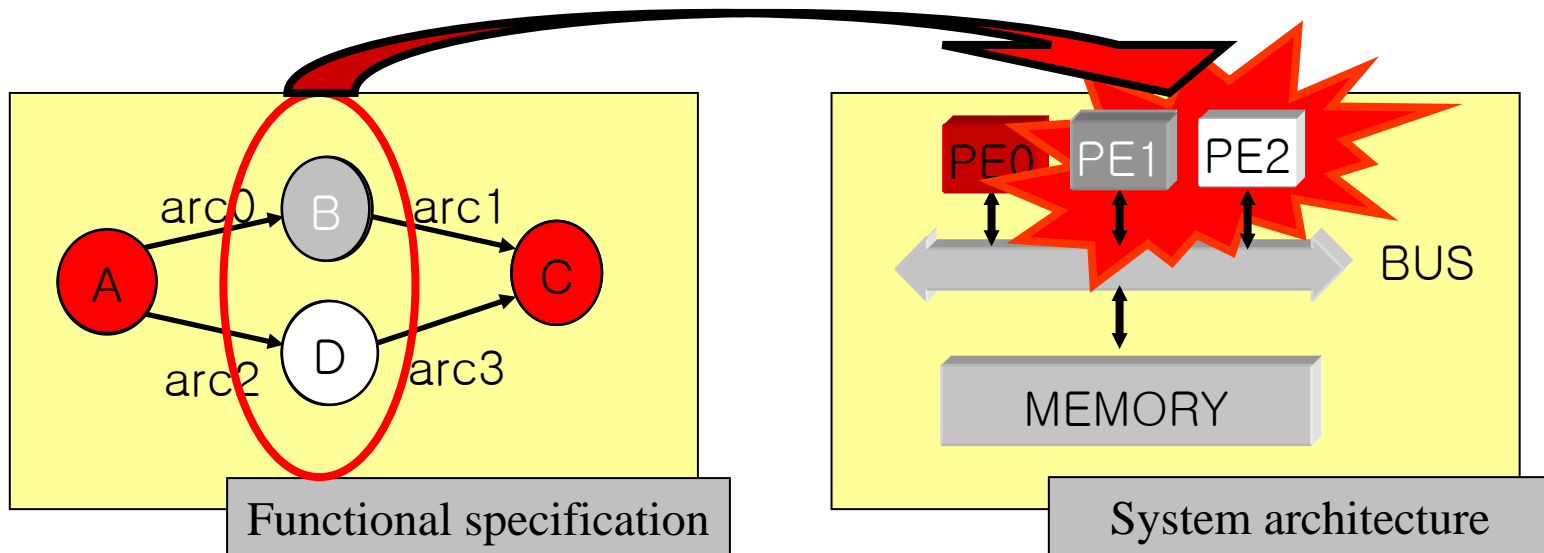 arc0
B
arc1
A
C
arc2
D
arc3
Functional specification
PE0
PE1
PE2
BUS
MEMORY
System architecture